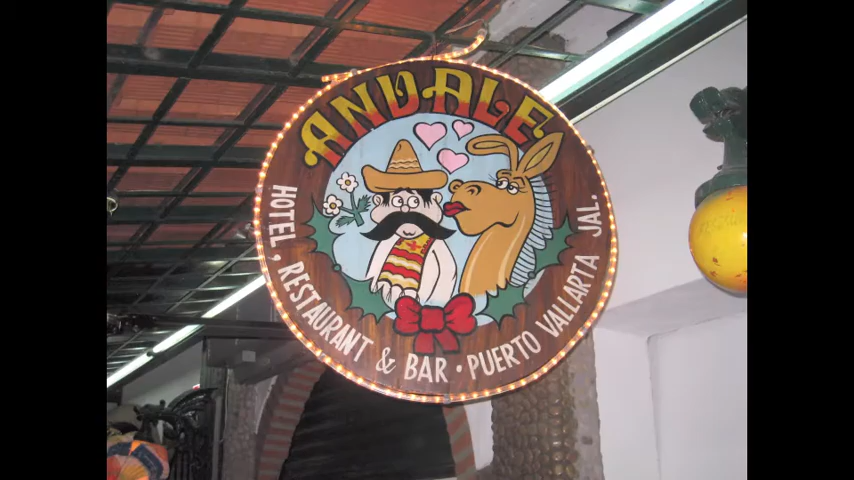 ANDALE
HOTEL, RESTAURANT & BAR · PUERTO VALLARTA JAL.